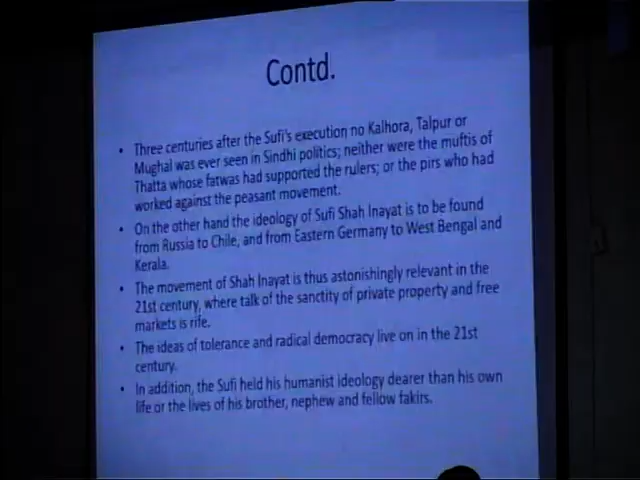 Contd.
• Three centuries after the Sufi's execution no Kalhora, Talpur or
Mughal was ever seen in Sindhi politics; neither were the muftis of
Thatta whose fatwas had supported the rulers; or the pirs who had
worked against the peasant movement.
• On the other hand the ideology of Sufi Shah Inayat is to be found
from Russia to Chile, and from Eastern Germany to West Bengal and
Kerala.
• The movement of Shah Inayat is thus astonishingly relevant in the
21st century, where talk of the sanctity of private property and free
markets is rife.
• The ideas of tolerance and radical democracy live on in the 21st
century.
• In addition, the Sufi held his humanist ideology dearer than his own
life or the lives of his brother, nephew and fellow fakirs.